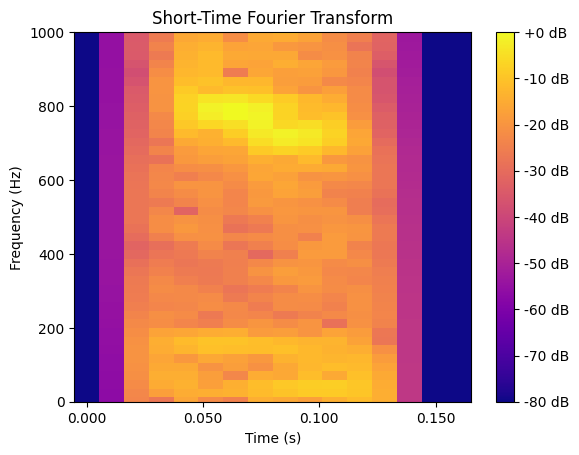 Short-Time Fourier Transform
1000
800
600
400
200
0
Frequency (Hz)
0.000
0.050
0.100
0.150
Time (s)
+0 dB
-10 dB
-20 dB
-30 dB
-40 dB
-50 dB
-60 dB
-70 dB
-80 dB